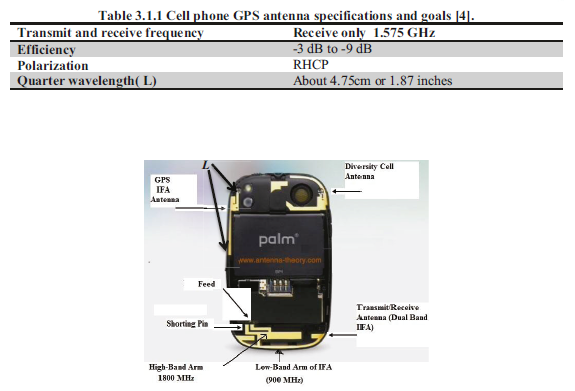 Table 3.1.1 Cell phone GPS antenna specifications and goals [4].
Transmit and receive frequency Receive only 1.575 GHz
Efficiency -3 dB to -9 dB
Polarization RHCP
Quarter wavelength( L) About 4.75cm or 1.87 inches
L
Diversity Cell
Antenna
GPS
IFA
Antenna
palm
www.antenna-theory.com
Feed
Shorting Pin
Transmit/Receive
Antenna (Dual Band
IIFA)
High-Band Arm
1800 MHz
Low-Band Arm of IFA
(900 MHz)